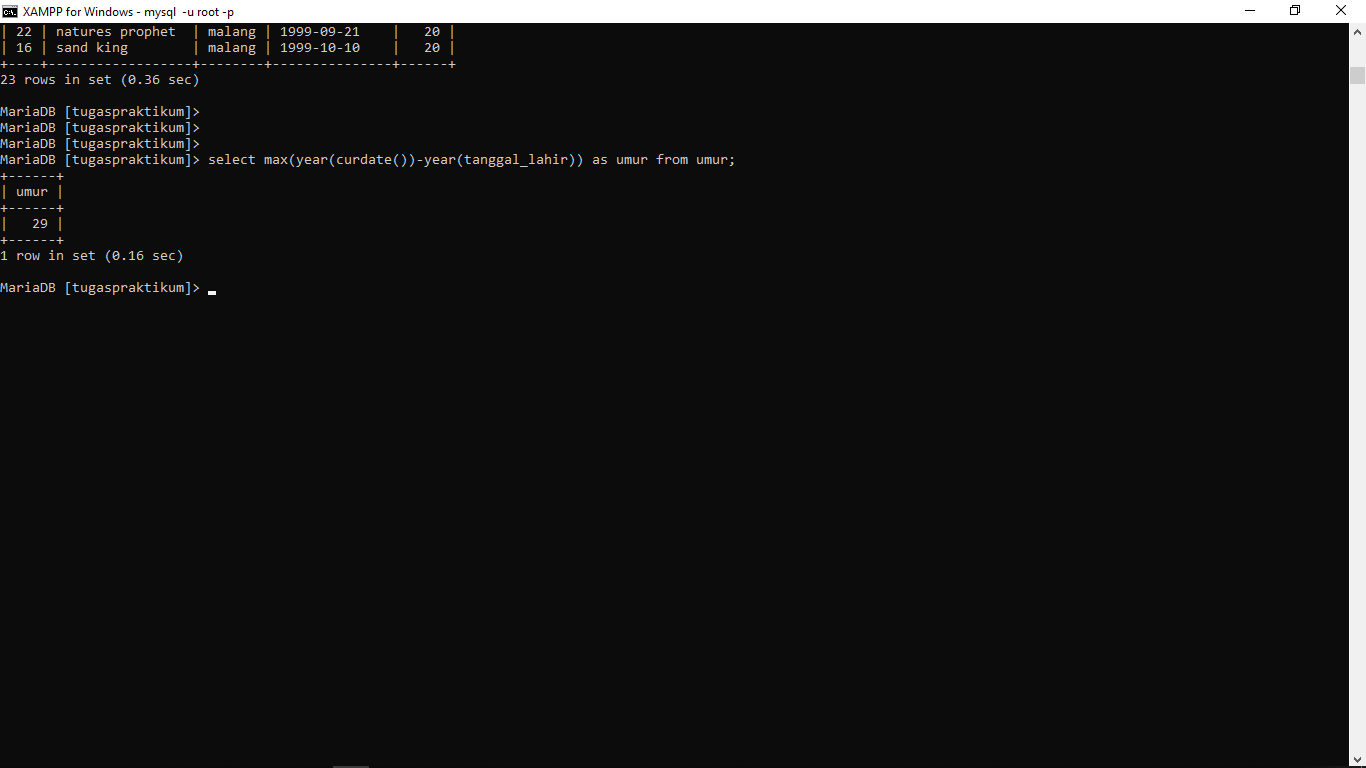 XAMPP for Windows - mysql  -u root -p
| 22 | natures prophet  | malang | 1999-09-21    |   20 |
| 16 | sand king        | malang | 1999-10-10    |   20 |
+----+------------------+--------+---------------+------+
23 rows in set (0.36 sec)
MariaDB [tugaspraktikum]>
MariaDB [tugaspraktikum]>
MariaDB [tugaspraktikum]>
MariaDB [tugaspraktikum]> select max(year(curdate())-year(tanggal_lahir)) as umur from umur;
+------+
| umur |
+------+
|   29 |
+------+
1 row in set (0.16 sec)
MariaDB [tugaspraktikum]>